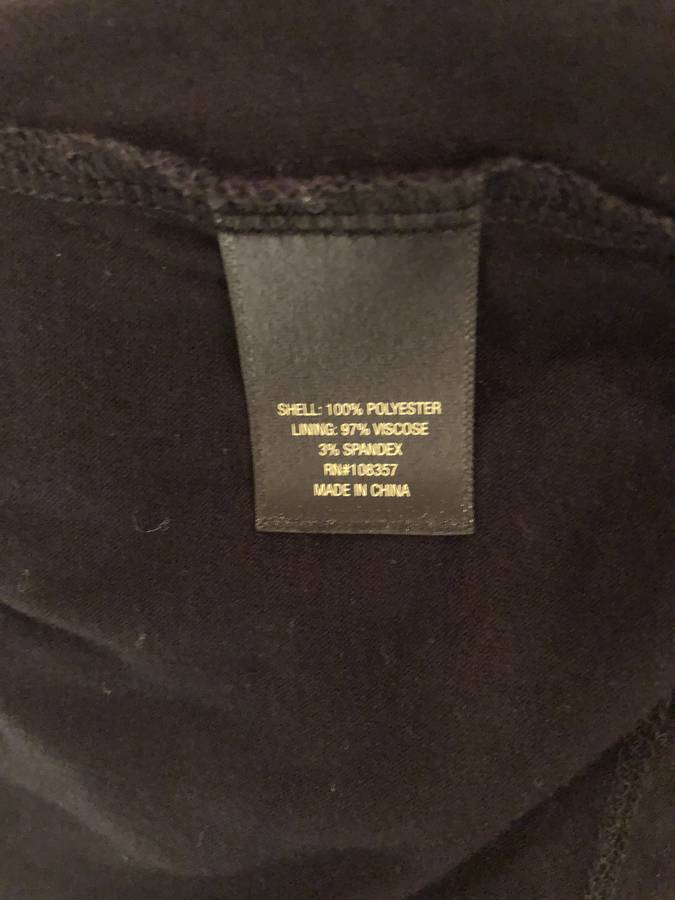 SHELL: 100% POLYESTER
LINING: 97% VISCOSE
3% SPANDEX
RN#108357
MADE IN CHINA